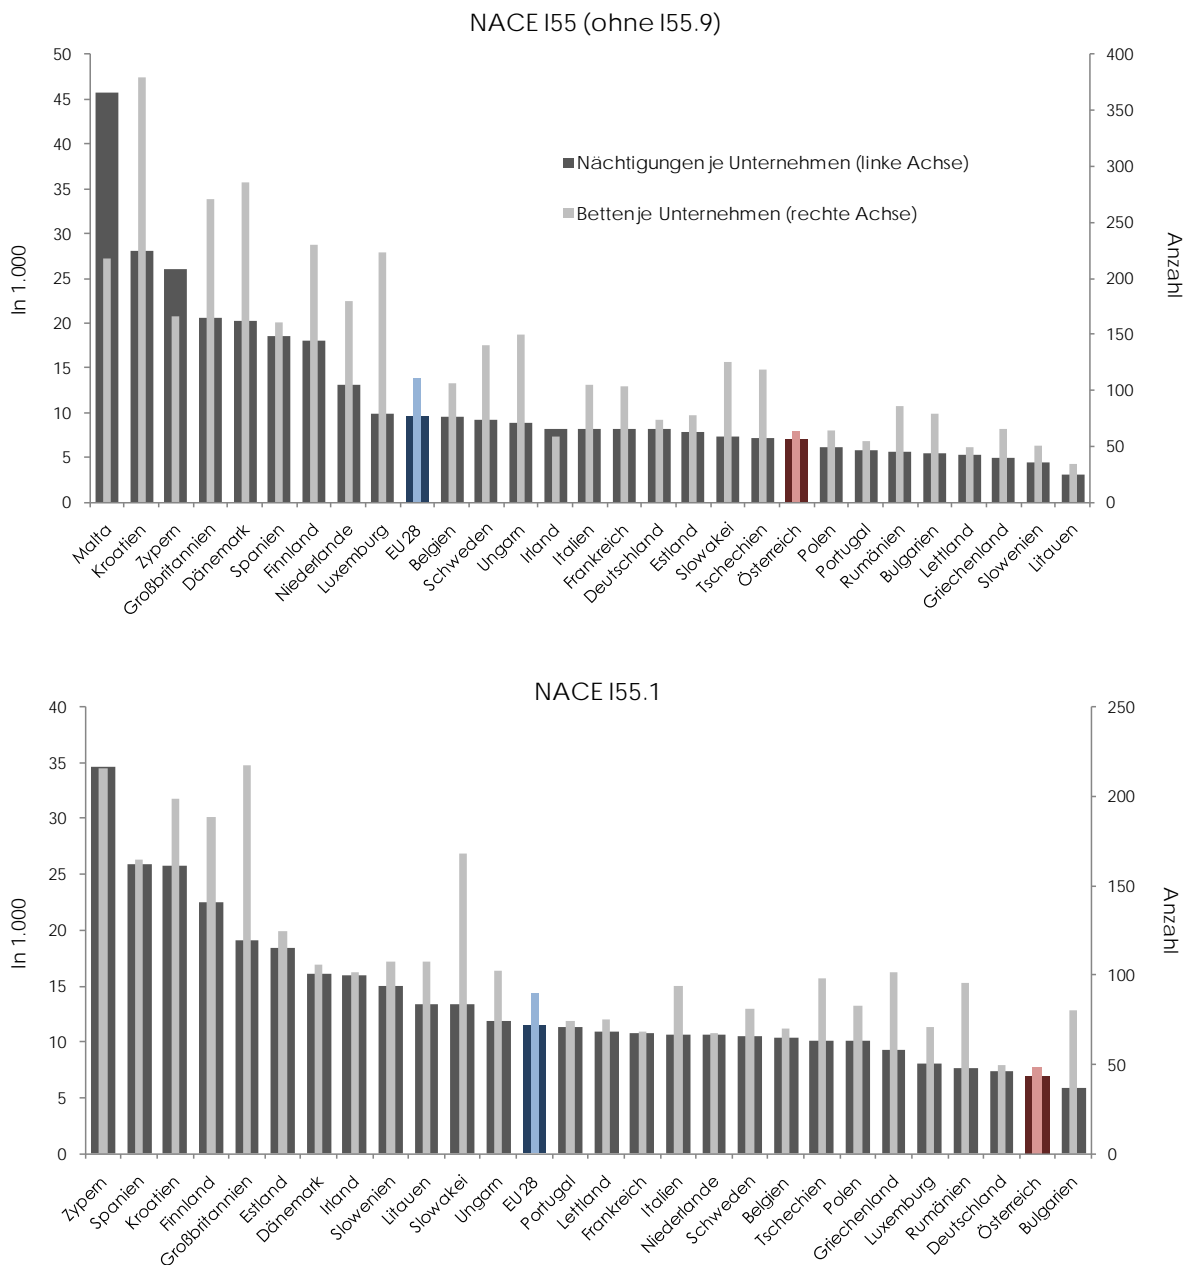 NACE I55 (ohne I55.9)
50 400
45 350
40 300
35 250
30 200
25 150
20 100
15 50
10 0
5
0
In 1.000
Anzahl
Nächtigungen je Unternehmen (linke Achse)
Betten je Unternehmen (rechte Achse)
Malta
Kroatien
Zypern
Großbritannien
Dänemark
Spanien
Finnland
Niederlande
Luxemburg
EU 28
Belgien
Schweden
Ungarn
Irland
Italien
Frankreich
Deutschland
Estland
Slowakei
Tschechien
Österreich
Polen
Portugal
Rumänien
Bulgarien
Lettland
Griechenland
Slowenien
Litauen
NACE I55.1
40 250
35 200
30 150
25 100
20 50
15 0
10
5
0
In 1.000
Anzahl
Zypern
Spanien
Kroatien
Finnland
Großbritannien
Estland
Dänemark
Irland
Slowenien
Litauen
Slowakei
Ungarn
EU 28
Portugal
Lettland
Frankreich
Italien
Niederlande
Schweden
Belgien
Tschechien
Polen
Griechenland
Luxemburg
Rumänien
Deutschland
Österreich
Bulgarien